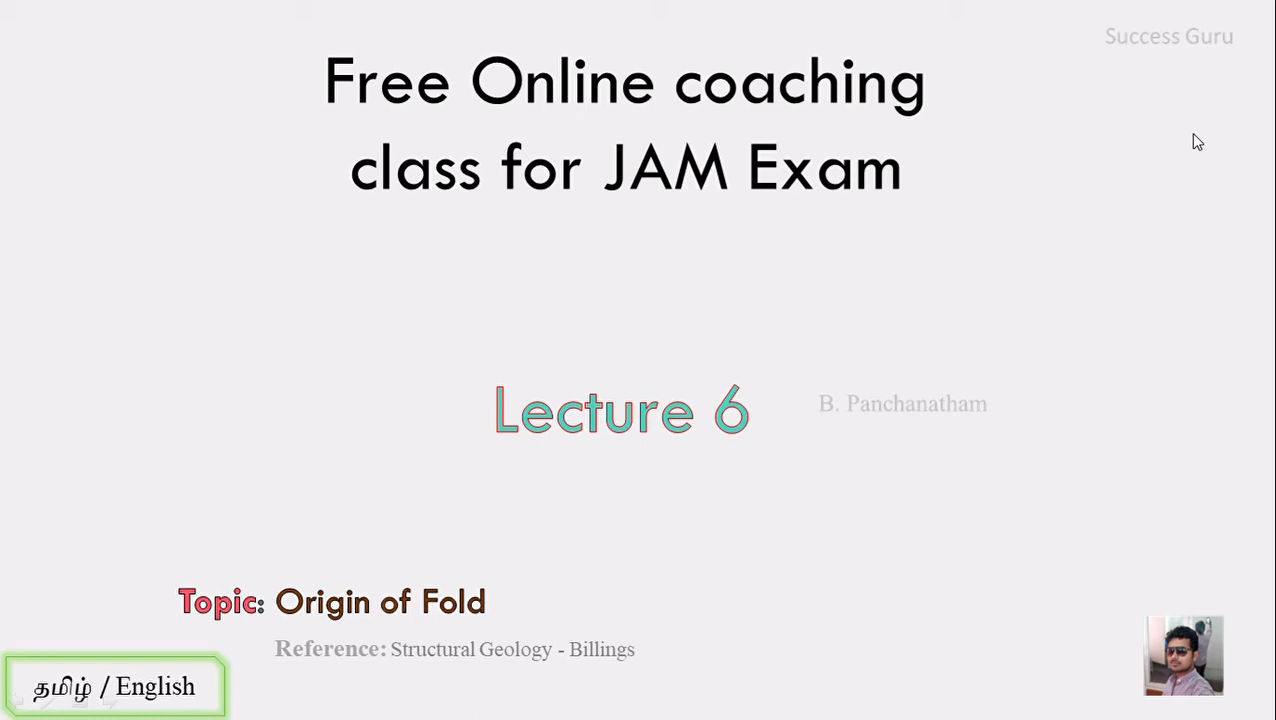 Success Guru
Free Online coaching
class for JAM Exam
Lecture 6
B. Panchanatham
Topic: Origin of Fold
Reference: Structural Geology - Billings
தமிழ் / English